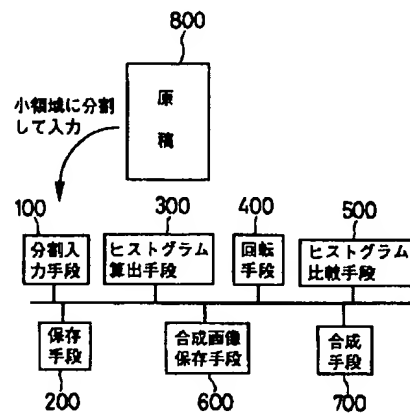 800
原
稿
小領域に分割
して入力
100
300
400
500
分割入
力手段
ヒストグラム
算出手段
回転
手段
ヒストグラム
比較手段
保存
手段
合成画像
保存手段
合成
手段
200
600
700